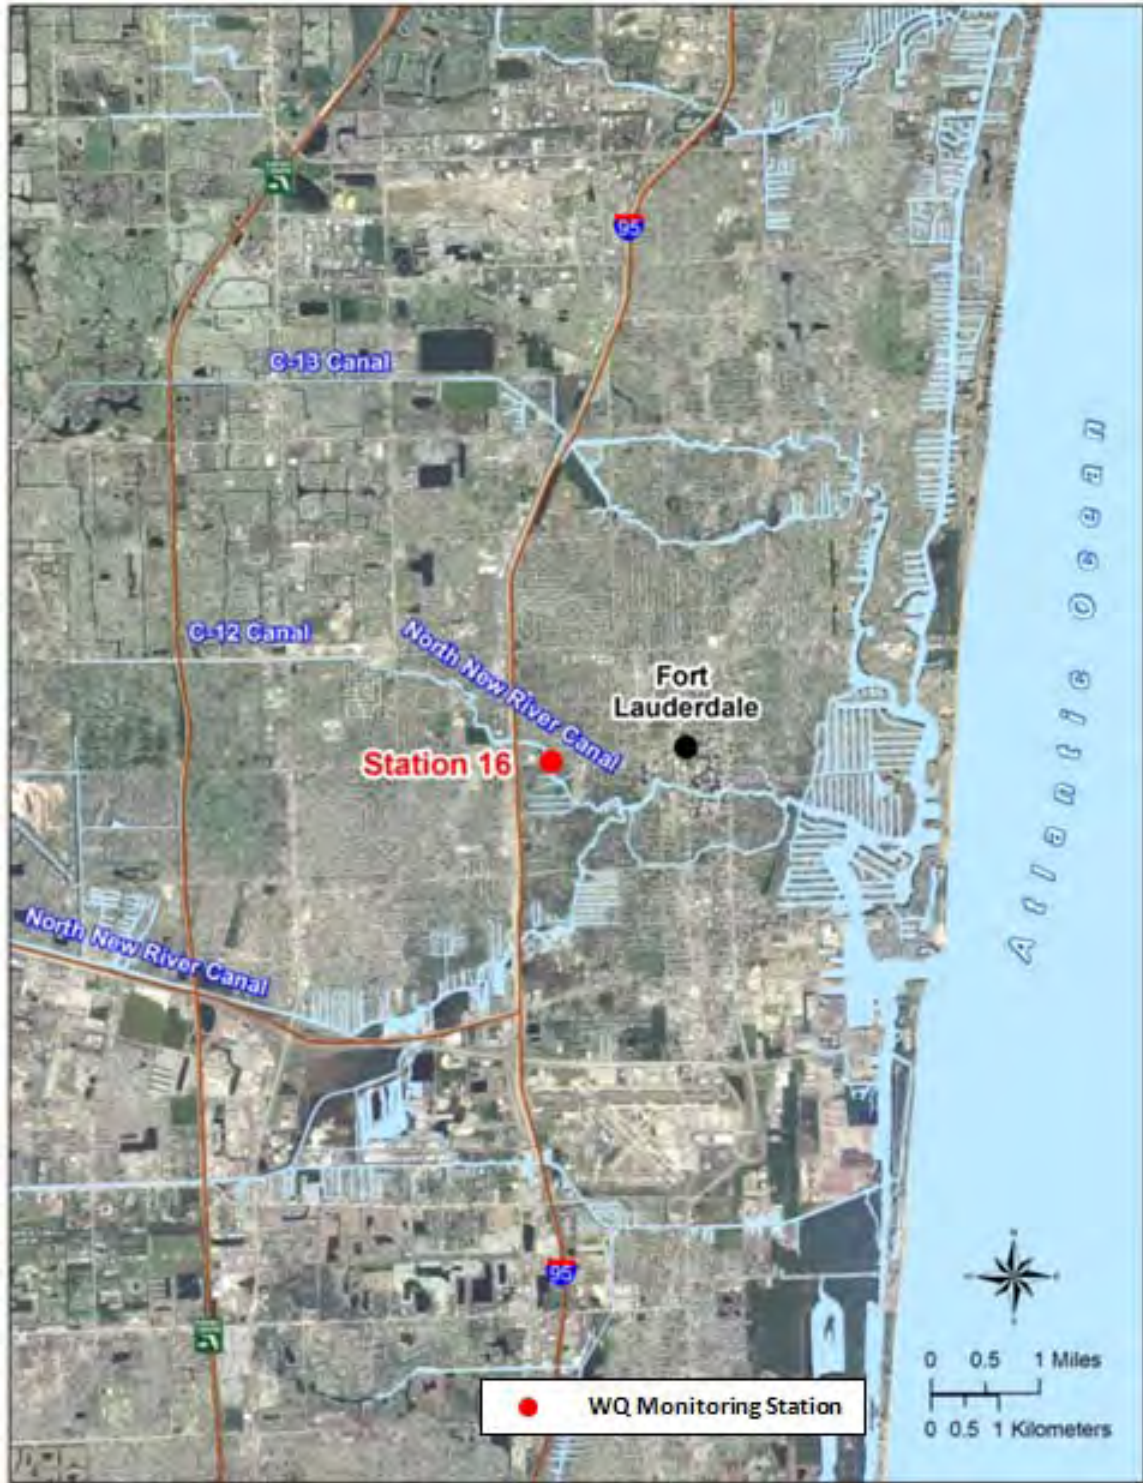 95
C-13 Canal
Atlantic Ocean
C-12 Canal
North New River Canal
Fort
Lauderdale
Station 16
North New River Canal
95
N
0 0.5 1 Miles
0 0.5 1 Kilometers
WQ Monitoring Station